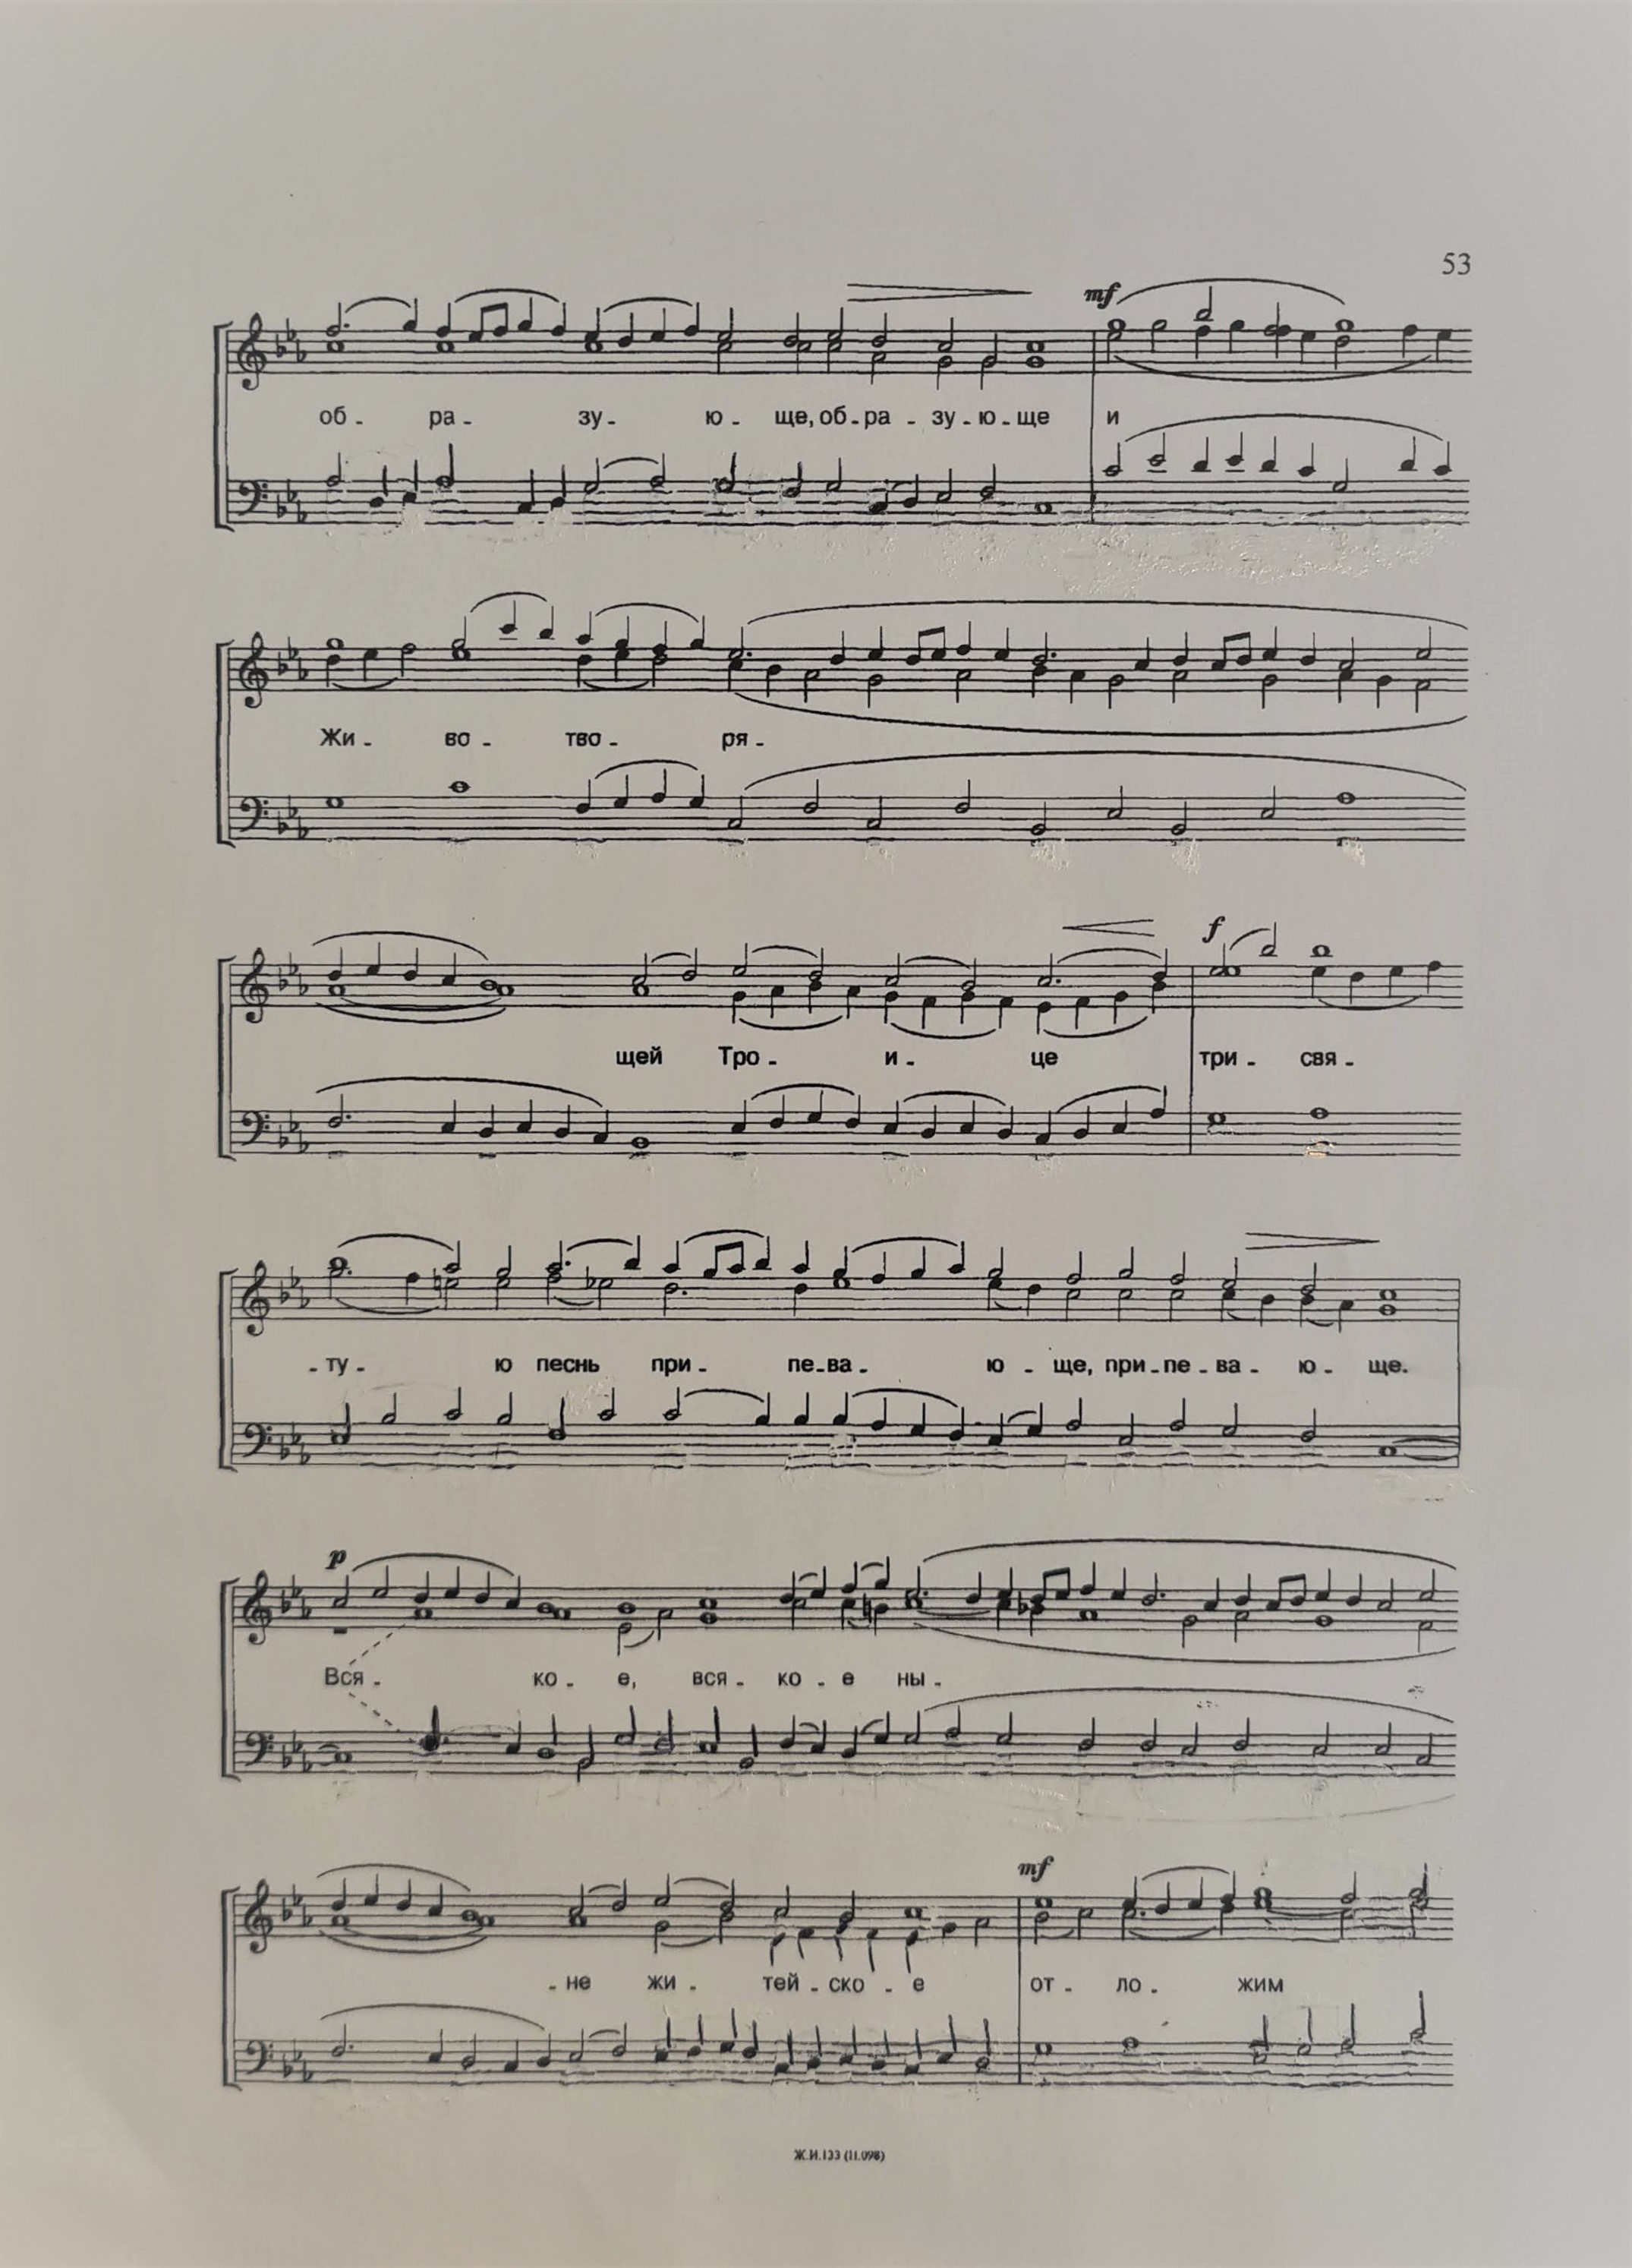 53
mf
об - ра - зу - ю - ще, об - ра - зу - ю - ще и
Жи - во - тво - ря -
f
щей Тро - и - це три - свя -
- ту - ю песнь при - пе - ва - ю - ще, при - пе - ва - ю - ще.
p
Вся - ко - е, вся - ко - е ны -
mf
- не жи - тей - ско - е от - ло - жим
Ж.И.133 (11.098)